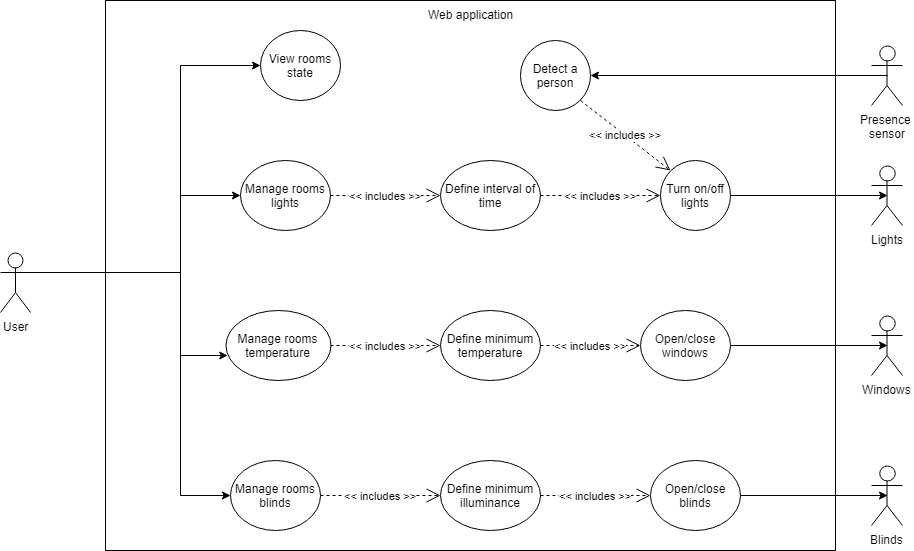 Web application
View rooms
state
Detect a
person
Presence
sensor
<< includes >>
Manage rooms
lights
<< includes >>
Define interval of
time
<< includes >>
Turn on/off
lights
Lights
User
Manage rooms
temperature
<< includes >>
Define minimum
temperature
<< includes >>
Open/close
windows
Windows
Manage rooms
blinds
<< includes >>
Define minimum
illuminance
<< includes >>
Open/close
blinds
Blinds